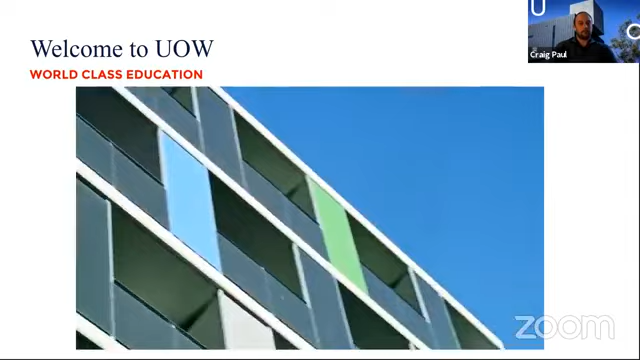 Welcome to UOW
WORLD CLASS EDUCATION
U
O
Craig Paul
zoom